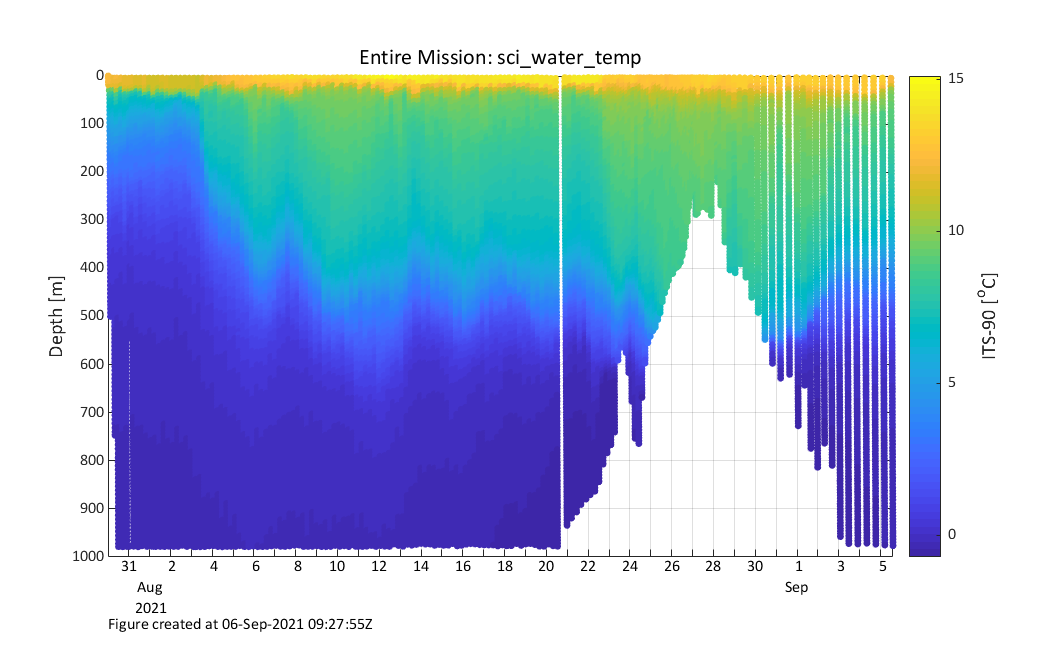 Entire Mission: sci_water_temp
0
100
200
300
400
500
600
700
800
900
1000
Depth [m]
31 2 4 6 8 10 12 14 16 18 20 22 24 26 28 30 1 3 5
Aug Sep
2021
15
10
5
0
ITS-90 [°C]
Figure created at 06-Sep-2021 09:27:55Z